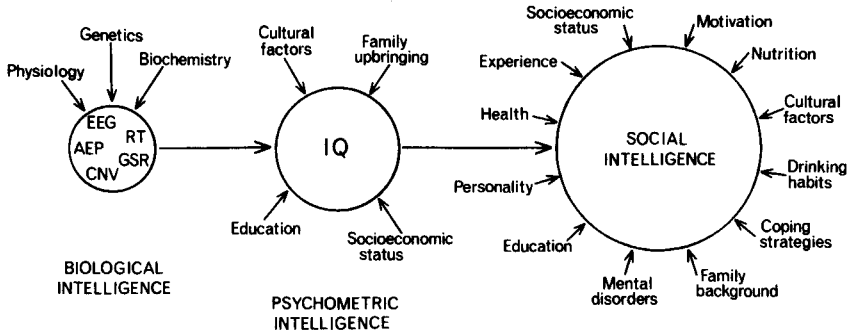 Genetics
Physiology
Biochemistry
EEG
RT
AEP
GSR
CNV
BIOLOGICAL
INTELLIGENCE
Cultural
factors
Family
upbringing
IQ
Education
Socioeconomic
status
PSYCHOMETRIC
INTELLIGENCE
Socioeconomic
status
Motivation
Experience
Nutrition
Health
Cultural
factors
SOCIAL
INTELLIGENCE
Personality
Drinking
habits
Education
Coping
strategies
Mental
disorders
Family
background